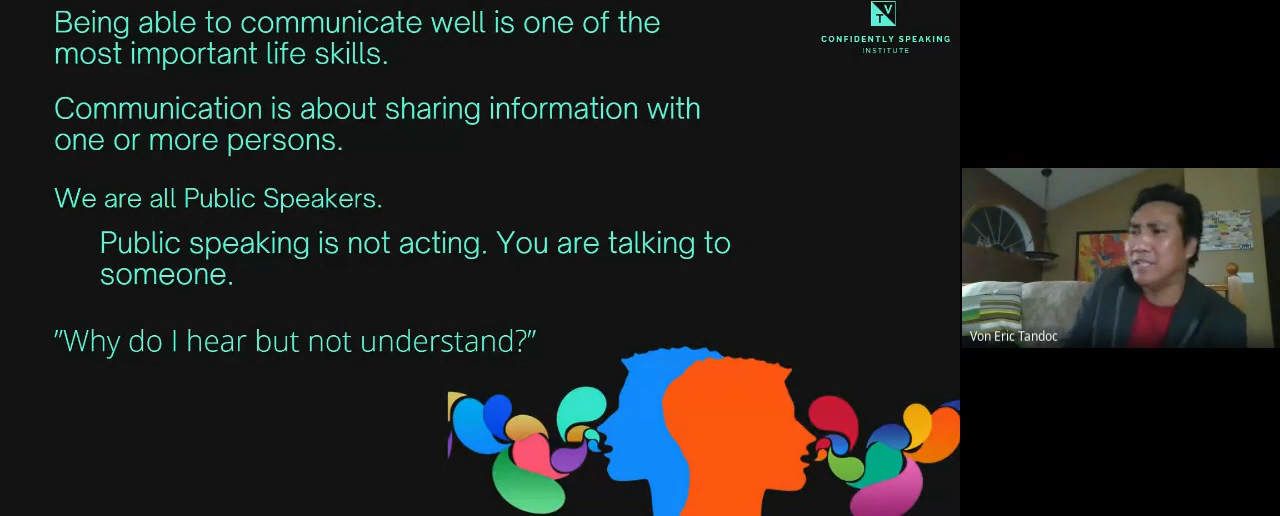 Being able to communicate well is one of the
most important life skills.
Communication is about sharing information with
one or more persons.
We are all Public Speakers.
Public speaking is not acting. You are talking to
someone.
"Why do I hear but not understand?"
V
T
CONFIDENTLY SPEAKING
INSTITUTE
Von Eric Tandoc